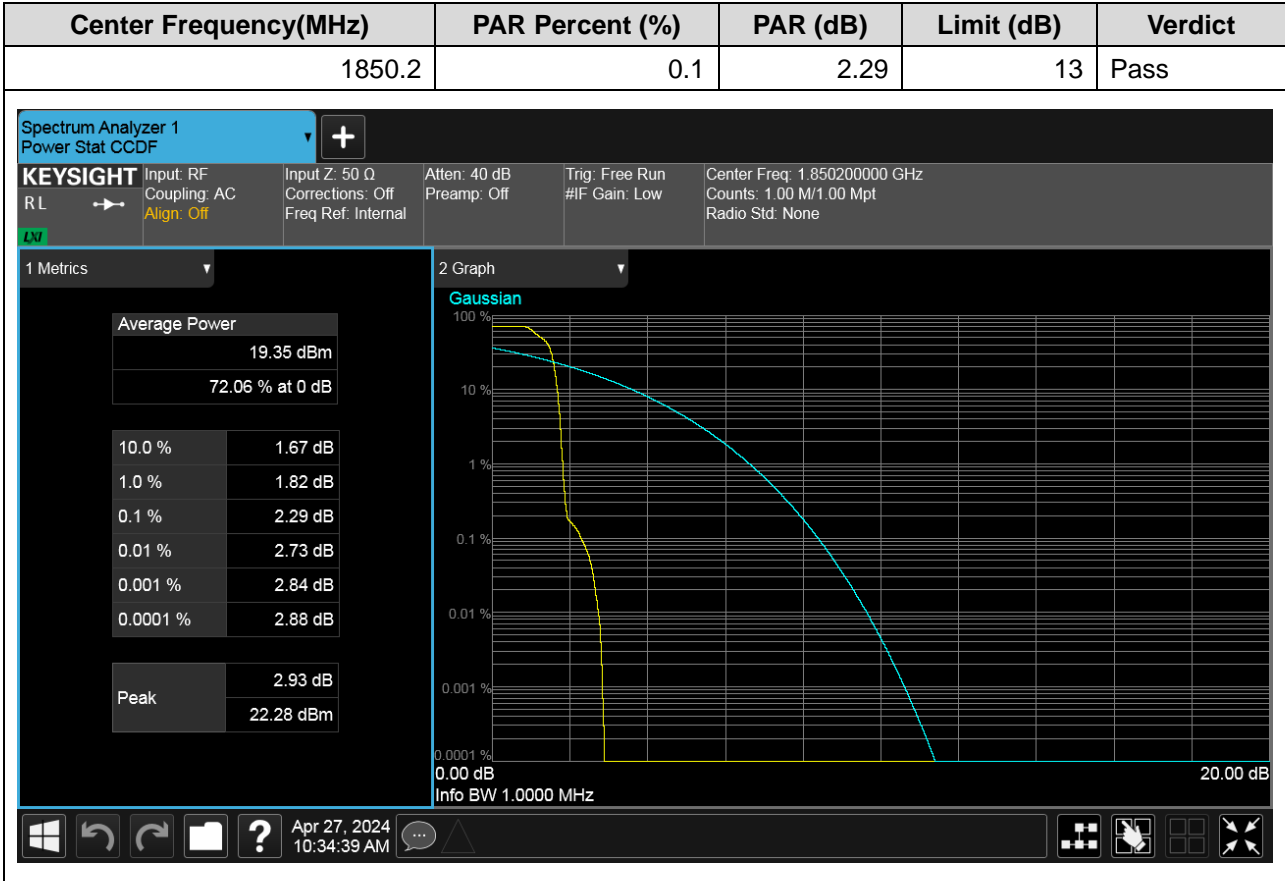 Center Frequency(MHz) PAR Percent (%) PAR (dB) Limit (dB) Verdict
1850.2 0.1 2.29 13 Pass
Spectrum Analyzer 1
Power Stat CCDF
KEYSIGHT Input: RF Input Z: 50 Ω Atten: 40 dB Trig: Free Run Center Freq: 1.850200000 GHz
RL Coupling: AC Corrections: Off Preamp: Off #IF Gain: Low Counts: 1.00 M/1.00 Mpt
Align: Off Freq Ref: Internal Radio Std: None
LXI
1 Metrics
Average Power
19.35 dBm
72.06 % at 0 dB
10.0 % 1.67 dB
1.0 % 1.82 dB
0.1 % 2.29 dB
0.01 % 2.73 dB
0.001 % 2.84 dB
0.0001 % 2.88 dB
Peak 2.93 dB
22.28 dBm
2 Graph
Gaussian
100 %
10 %
1 %
0.1 %
0.01 %
0.001 %
0.0001 %
0.00 dB 20.00 dB
Info BW 1.0000 MHz
? Apr 27, 2024
10:34:39 AM